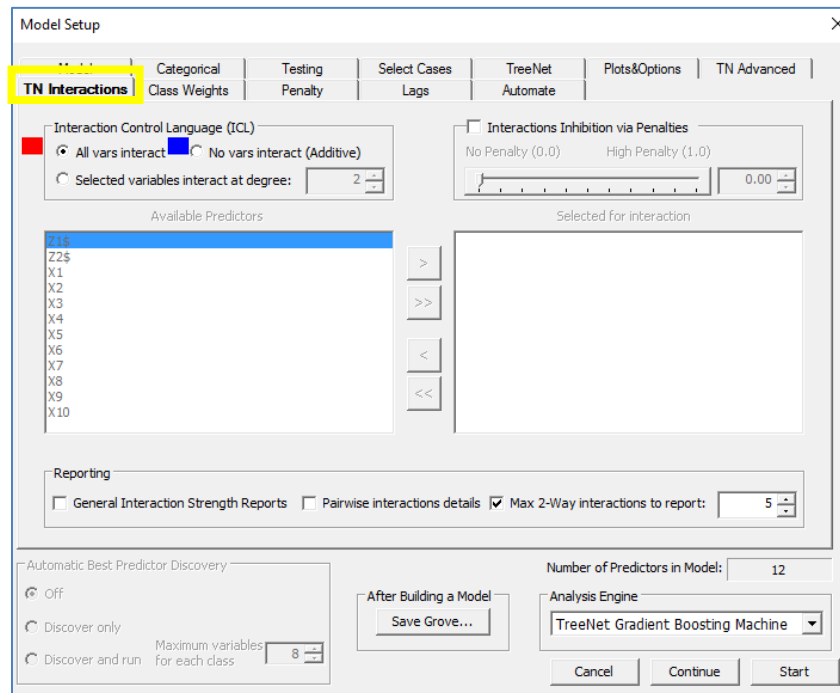 Model Setup
Model Categorical Testing Select Cases TreeNet Plots&Options TN Advanced
TN Interactions Class Weights Penalty Lags Automate
Interaction Control Language (ICL)
All vars interact No vars interact (Additive)
Selected variables interact at degree: 2
Interactions Inhibition via Penalties
No Penalty (0.0) High Penalty (1.0)
0.00
Available Predictors
Selected for interaction
Z1$
Z2$
X1
X2
X3
X4
X5
X6
X7
X8
X9
X10
>
>>
<
<<
Reporting
General Interaction Strength Reports Pairwise interactions details Max 2-Way interactions to report: 5
Automatic Best Predictor Discovery
Off
Discover only
Discover and run
Maximum variables
for each class 8
After Building a Model
Save Grove...
Number of Predictors in Model: 12
Analysis Engine
TreeNet Gradient Boosting Machine
Cancel Continue Start